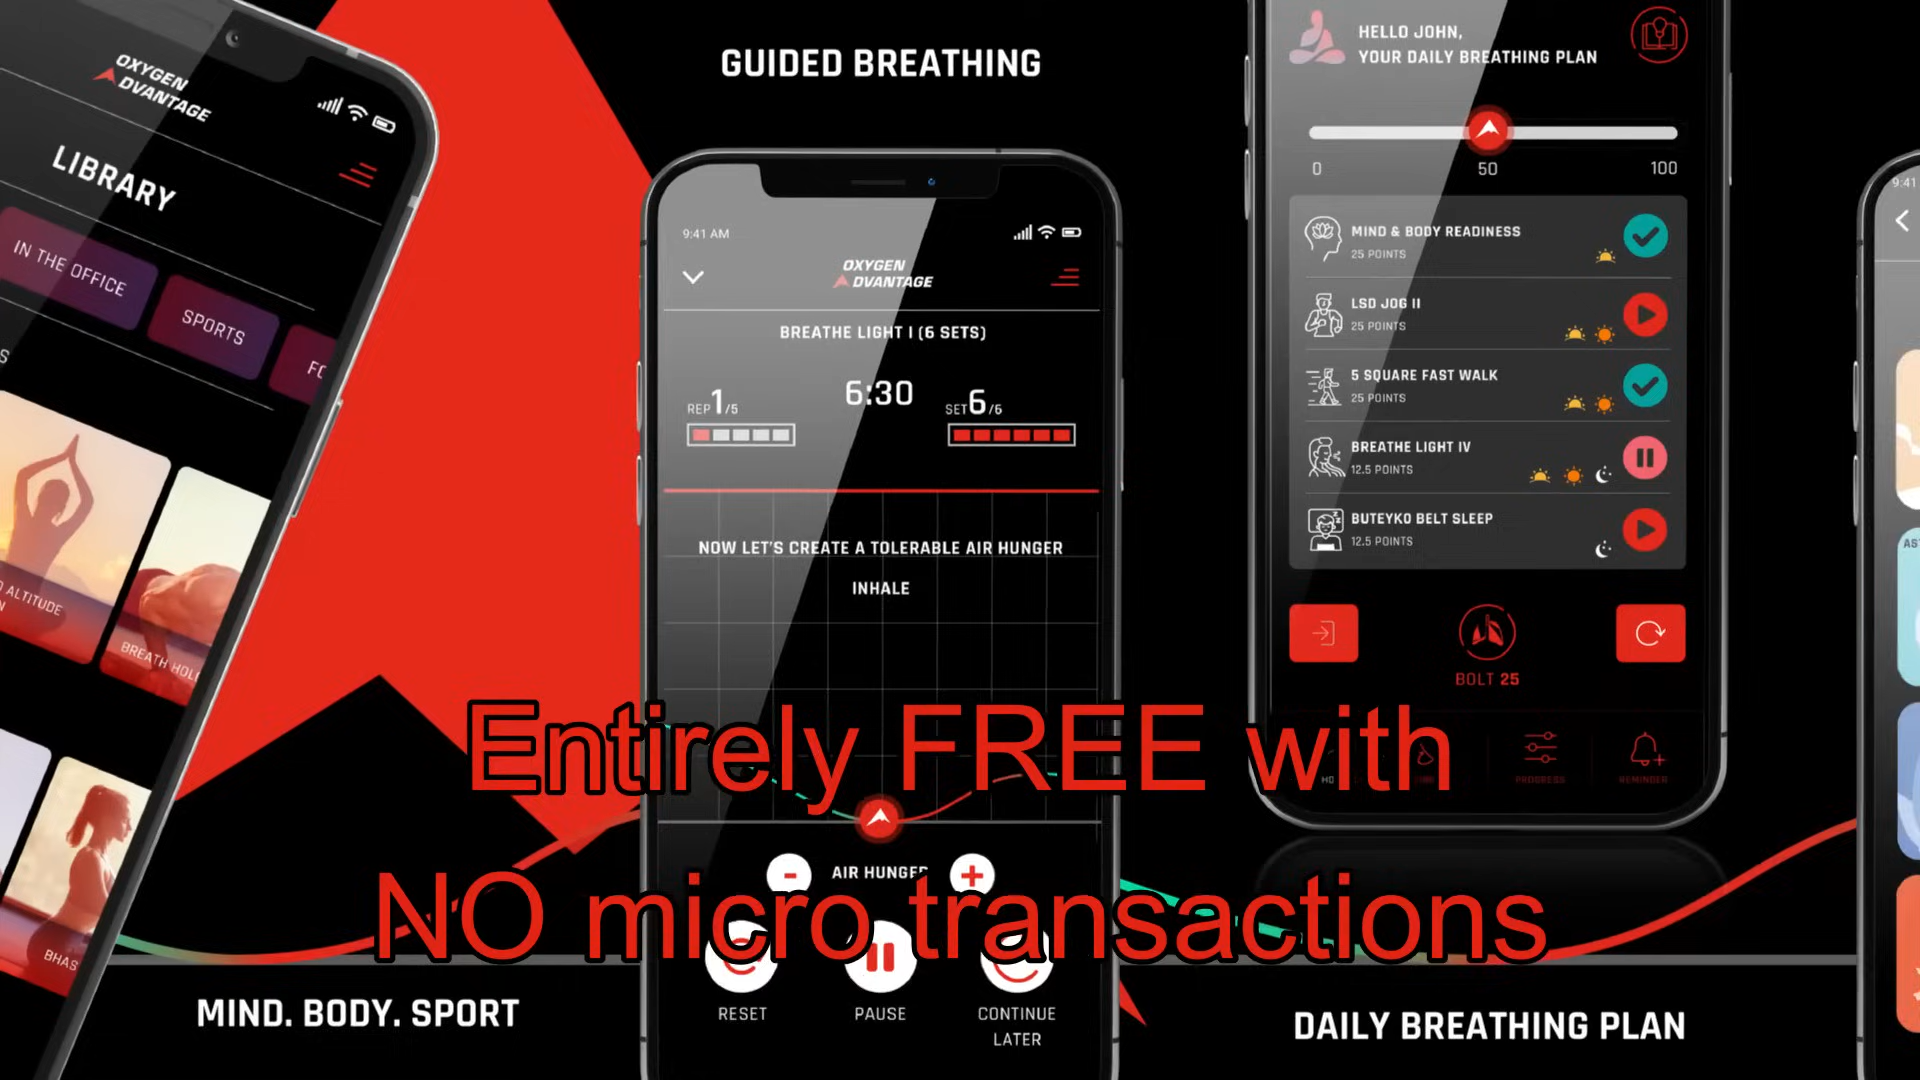 OXYGEN
DVANTAGE
LIBRARY
IN THE OFFICE
SPORTS
ALTITUDE
BREATH
BHAS
MIND. BODY. SPORT
GUIDED BREATHING
9:41 AM
OXYGEN
DVANTAGE
BREATHE LIGHT I (6 SETS)
REP 1/5
6:30
SET 6/6
NOW LET'S CREATE A TOLERABLE AIR HUNGER
INHALE
- AIR HUNGER +
RESET
PAUSE
CONTINUE
LATER
HELLO JOHN,
YOUR DAILY BREATHING PLAN
0 50 100
MIND & BODY READINESS
25 POINTS
LSD JOG II
25 POINTS
5 SQUARE FAST WALK
25 POINTS
BREATHE LIGHT IV
12.5 POINTS
BUTEYKO BELT SLEEP
12.5 POINTS
BOLT 25
PROGRESS
REMINDER
DAILY BREATHING PLAN
9:41
Entirely FREE with
NO micro transactions